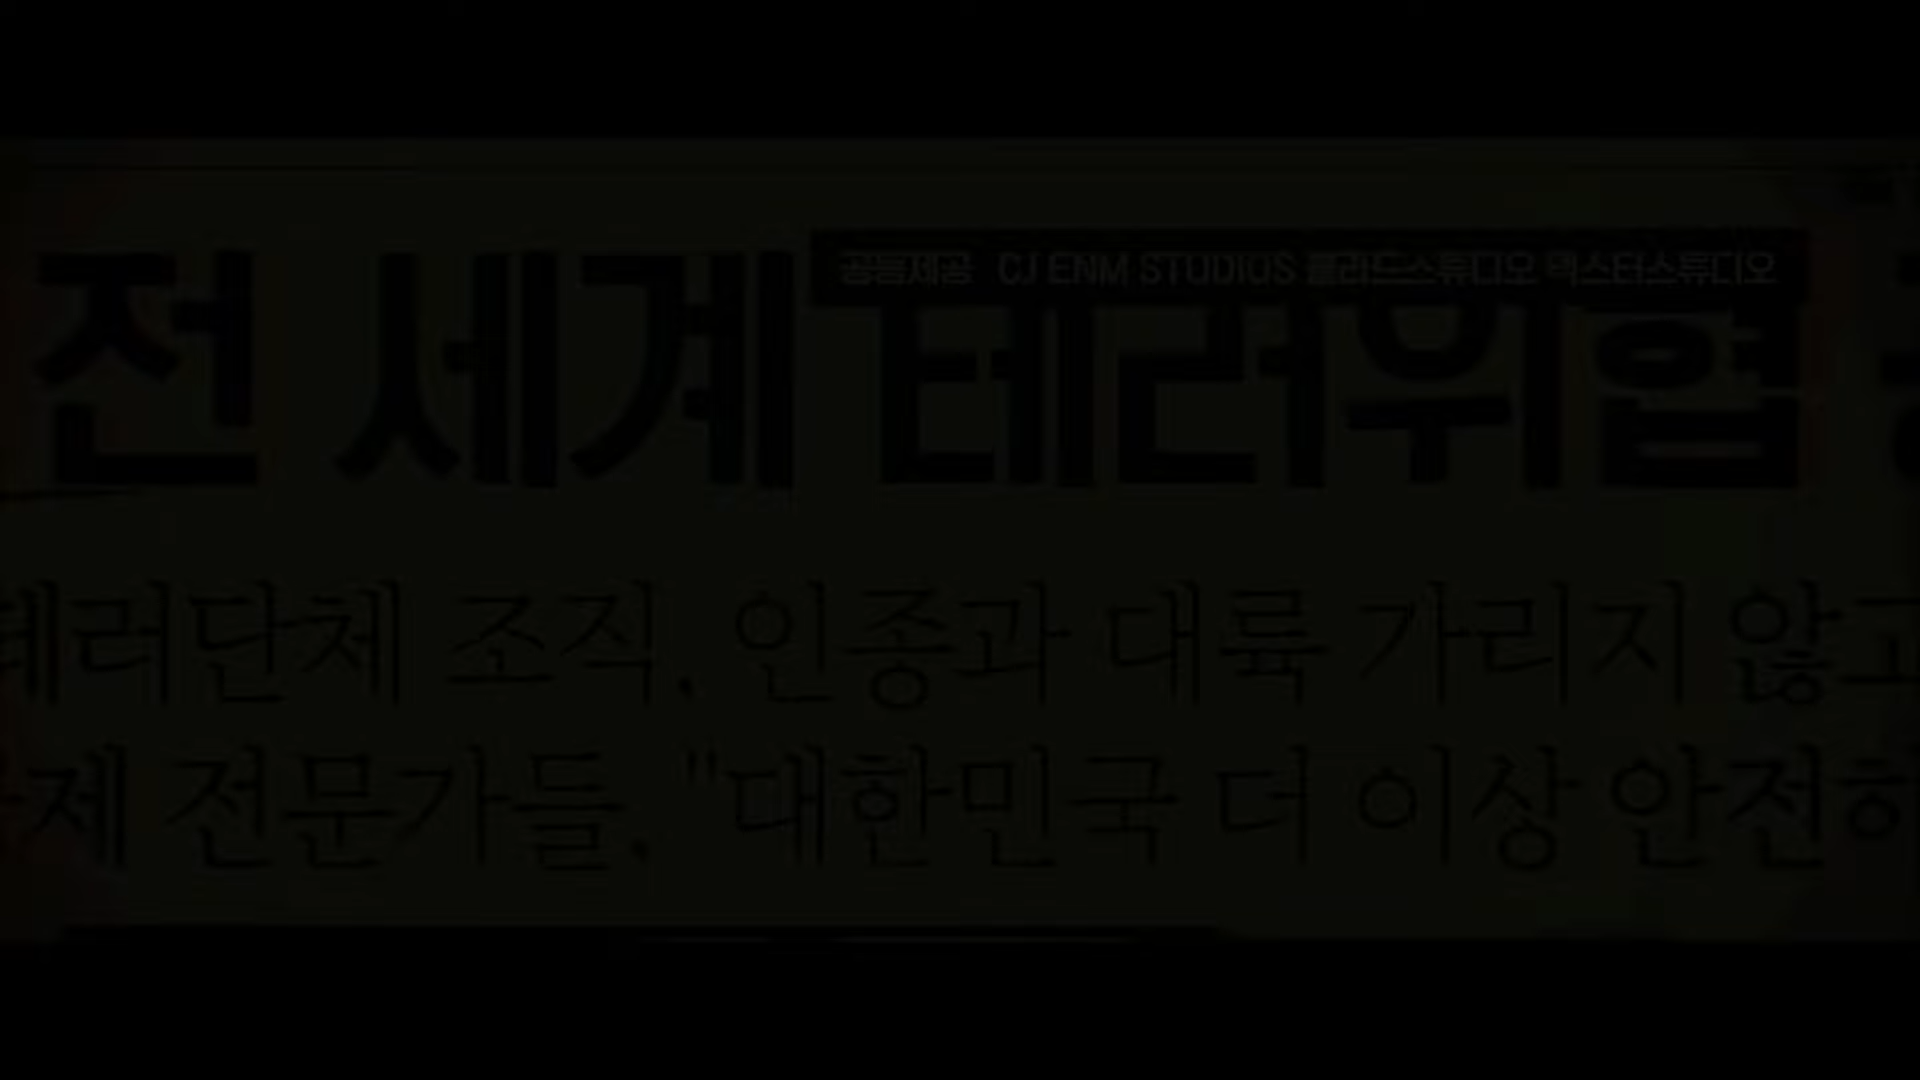 공동제공 CJ ENM STUDIOS 블라드스튜디오 덱스터스튜디오
전 세계 테러위협
테러단체 조직, 인종과 대륙 가리지 않고
제 전문가들, "대한민국 더 이상 안전하